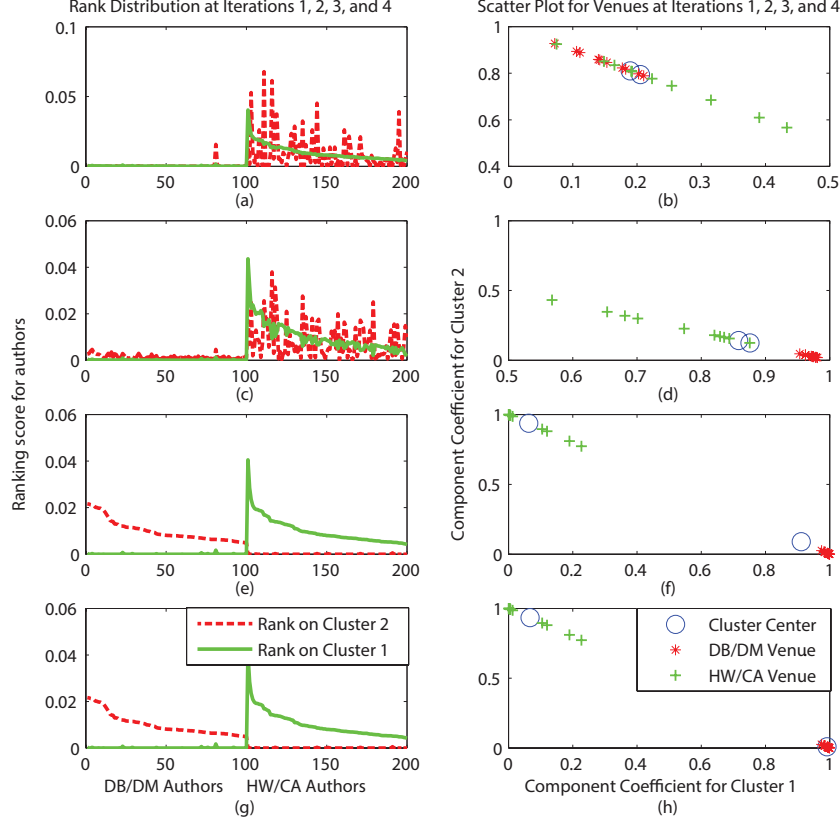 Rank Distribution at Iterations 1, 2, 3, and 4
Scatter Plot for Venues at Iterations 1, 2, 3, and 4
Ranking score for authors
Component Coefficient for Cluster 2
0.1
0.05
0
0 50 100 150 200
(a)
1
0.8
0.6
0.4
0 0.1 0.2 0.3 0.4 0.5
(b)
0.06
0.04
0.02
0
0 50 100 150 200
(c)
1
0.5
0
0.5 0.6 0.7 0.8 0.9 1
(d)
0.06
0.04
0.02
0
0 50 100 150 200
(e)
1
0.5
0
0 0.2 0.4 0.6 0.8 1
(f)
0.06
0.04
0.02
0
Rank on Cluster 2
Rank on Cluster 1
0 50 100 150 200
DB/DM Authors HW/CA Authors
(g)
1
0.5
0
Cluster Center
DB/DM Venue
HW/CA Venue
0 0.2 0.4 0.6 0.8 1
Component Coefficient for Cluster 1
(h)